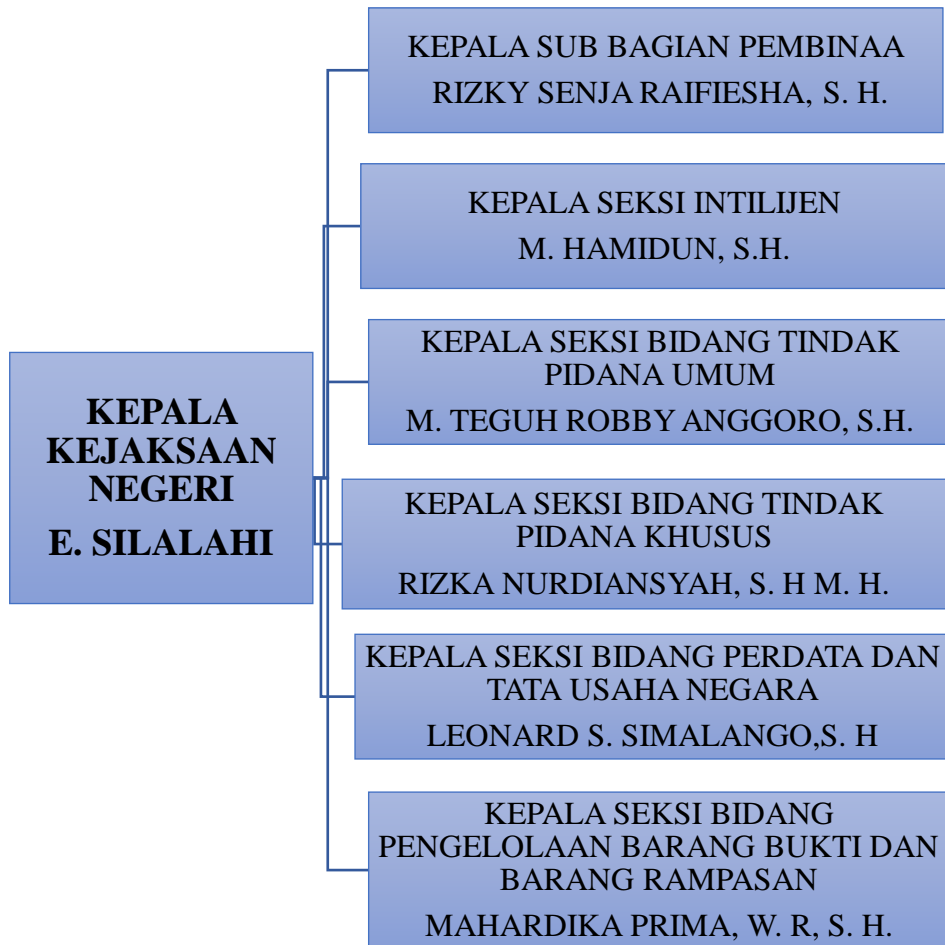 KEPALA SUB BAGIAN PEMBINAA
RIZKY SENJA RAIFIESHA, S. H.
KEPALA SEKSI INTILIJEN
M. HAMIDUN, S.H.
KEPALA SEKSI BIDANG TINDAK
PIDANA UMUM
M. TEGUH ROBBY ANGGORO, S.H.
KEPALA
KEJAKSAAN
NEGERI
E. SILALAHI
KEPALA SEKSI BIDANG TINDAK
PIDANA KHUSUS
RIZKA NURDIANSYAH, S. H M. H.
KEPALA SEKSI BIDANG PERDATA DAN
TATA USAHA NEGARA
LEONARD S. SIMALANGO,S. H
KEPALA SEKSI BIDANG
PENGELOLAAN BARANG BUKTI DAN
BARANG RAMPASAN
MAHARDIKA PRIMA, W. R, S. H.